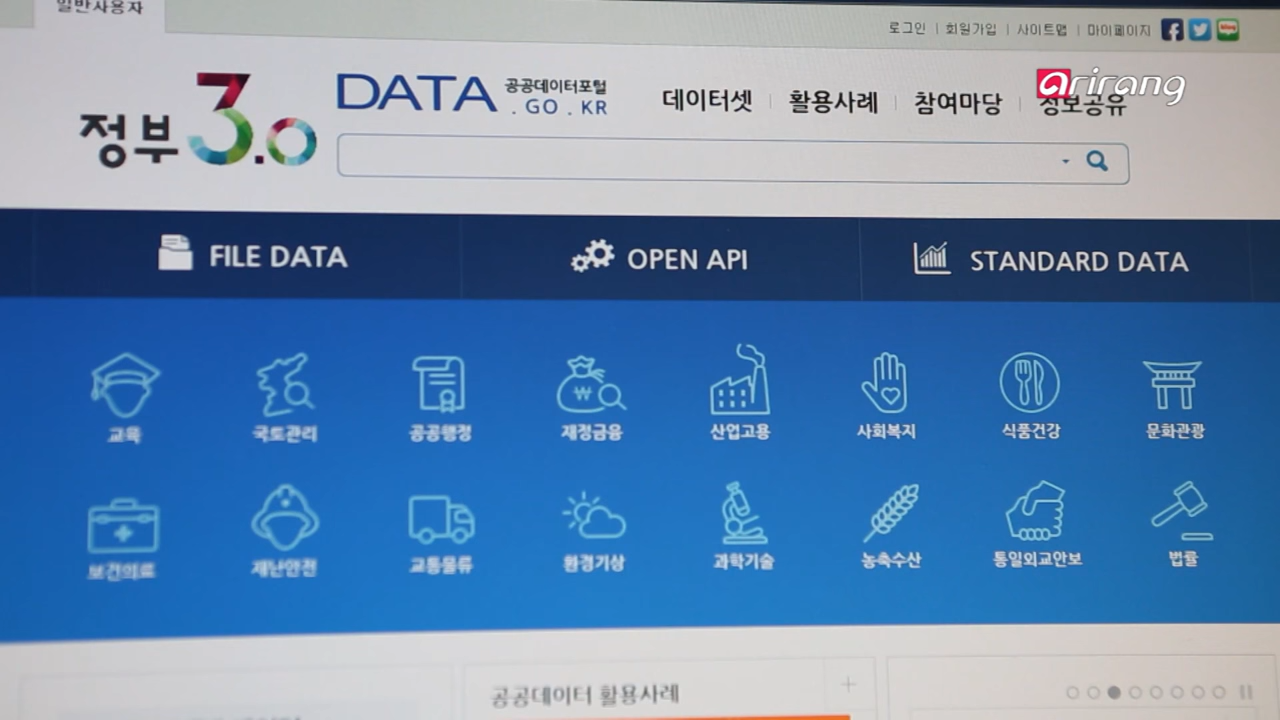 일반사용자
로그인 | 회원가입 | 사이트맵 | 마이페이지
arirang
정부3.0
DATA 공공데이터포털
.GO.KR
데이터셋 | 활용사례 | 참여마당 | 정보공유
FILE DATA
OPEN API
STANDARD DATA
교육 국토관리 공공행정 재정금융 산업고용 사회복지 식품건강 문화관광
보건의료 재난안전 교통물류 환경기상 과학기술 농축수산 통일외교안보 법률
공공데이터 활용사례